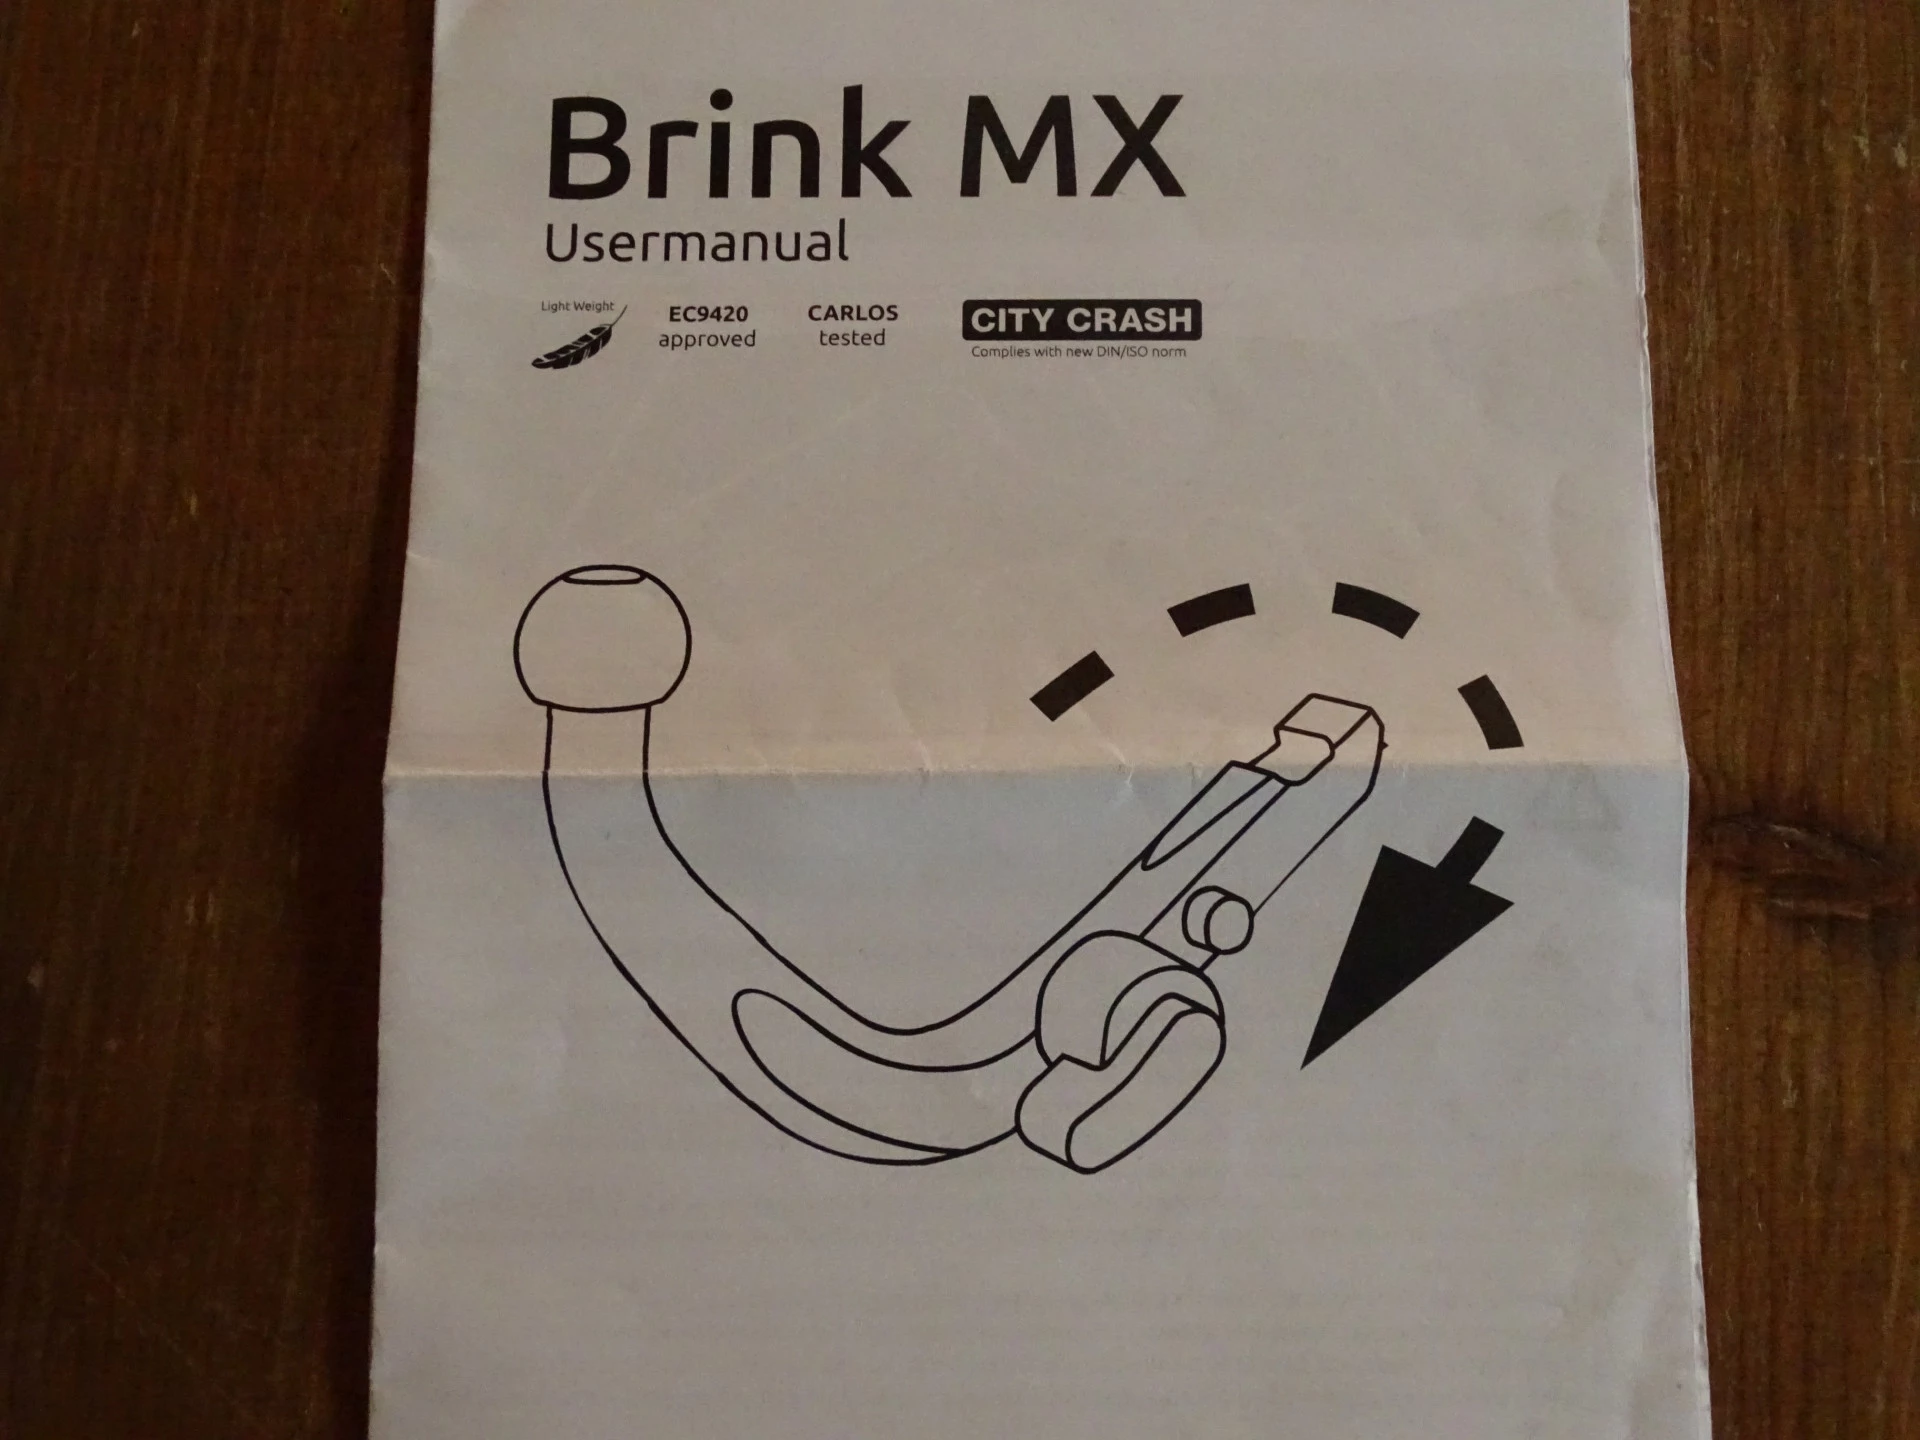 Brink MX
Usermanual
Light Weight
EC9420
approved
CARLOS
tested
CITY CRASH
Complies with new DIN/ISO norm